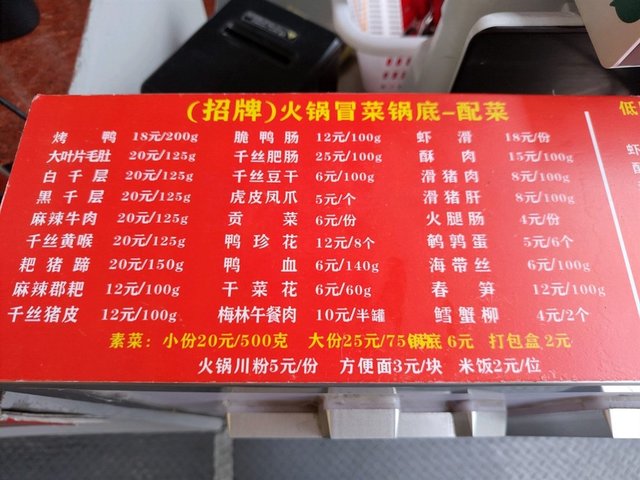 (招牌)火锅冒菜锅底-配菜
烤鸭 18元/200g 脆鸭肠 12元/100g 虾滑 18元/份
大叶片毛肚 20元/125g 千丝肥肠 25元/100g 酥肉 15元/100g
白千层 20元/125g 千丝豆干 6元/100g 滑猪肉 8元/100g
黑千层 20元/125g 虎皮凤爪 5元/个 滑猪肝 8元/100g
麻辣牛肉 20元/125g 贡菜 6元/份 火腿肠 4元/份
千丝黄喉 20元/125g 鸭珍花 12元/8个 鹌鹑蛋 5元/6个
耙猪蹄 20元/150g 鸭血 6元/140g 海带丝 6元/100g
麻辣郡粑 12元/100g 干菜花 6元/60g 春笋 12元/100g
千丝猪皮 12元/100g 梅林午餐肉 10元/半罐 鳕蟹柳 4元/2个
素菜：小份20元/500克 大份25元/75 锅底 6元 打包盒 2元
火锅川粉5元/份 方便面3元/块 米饭2元/位
低
虾